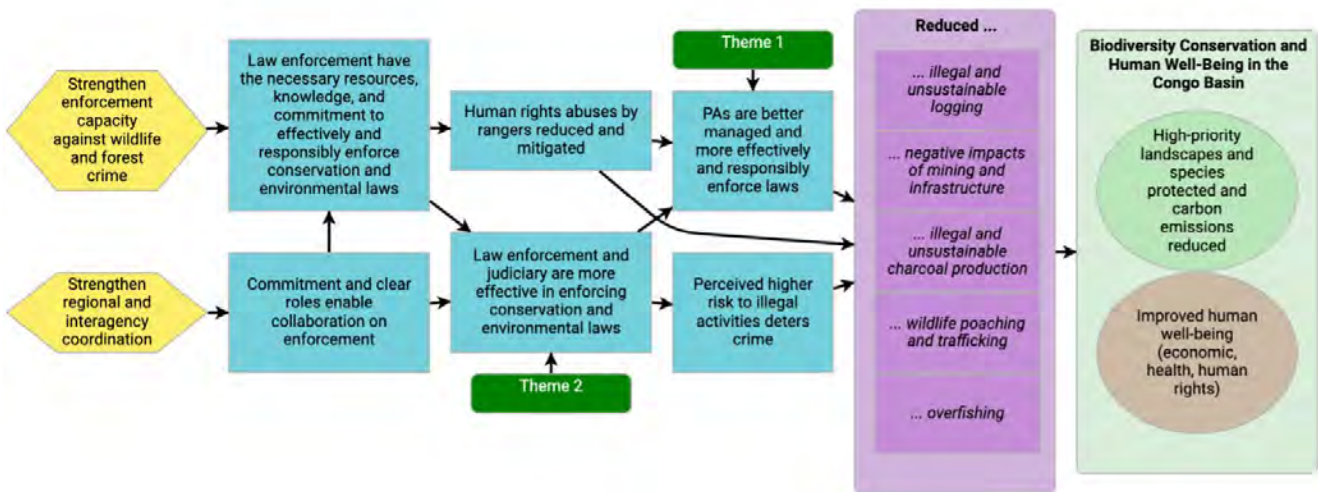 Strengthen
enforcement
capacity
against wildlife
and forest
crime
Strengthen
regional and
interagency
coordination
Law enforcement have
the necessary resources,
knowledge, and
commitment to
effectively and
responsibly enforce
conservation and
environmental laws
Commitment and clear
roles enable
collaboration on
enforcement
Human rights abuses by
rangers reduced and
mitigated
Law enforcement and
judiciary are more
effective in enforcing
conservation and
environmental laws
Theme 2
Theme 1
PAs are better
managed and
more effectively
and responsibly
enforce laws
Perceived higher
risk to illegal
activities deters
crime
Reduced ...
... illegal and
unsustainable
logging
... negative impacts
of mining and
infrastructure
... illegal and
unsustainable
charcoal production
... wildlife poaching
and trafficking
... overfishing
Biodiversity Conservation and
Human Well-Being in the
Congo Basin
High-priority
landscapes and
species
protected and
carbon
emissions
reduced
Improved human
well-being
(economic,
health, human
rights)